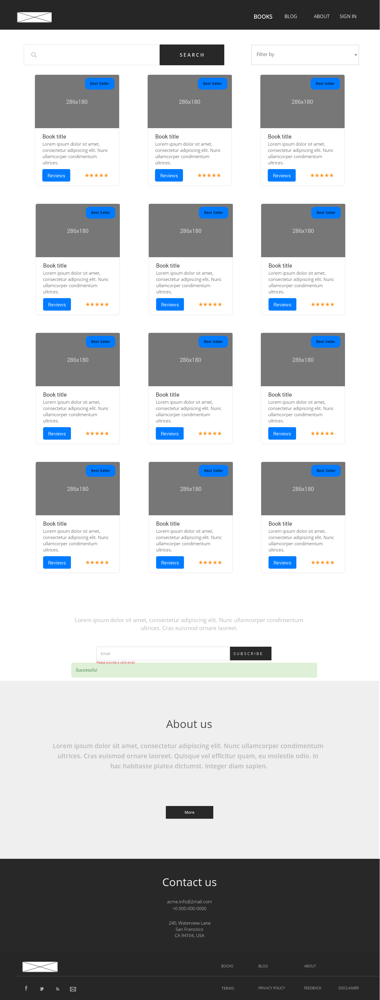 BOOKS BLOG ABOUT SIGN IN
SEARCH Filter by
Best Seller Best Seller Best Seller
286x180 286x180 286x180
Book title Book title Book title
Lorem ipsum dolor sit amet, Lorem ipsum dolor sit amet, Lorem ipsum dolor sit amet,
consectetur adipiscing elit. Nunc consectetur adipiscing elit. Nunc consectetur adipiscing elit. Nunc
ullamcorper condimentum ullamcorper condimentum ullamcorper condimentum
ultrices. ultrices. ultrices.
Reviews Reviews Reviews
Best Seller Best Seller Best Seller
286x180 286x180 286x180
Book title Book title Book title
Lorem ipsum dolor sit amet, Lorem ipsum dolor sit amet, Lorem ipsum dolor sit amet,
consectetur adipiscing elit. Nunc consectetur adipiscing elit. Nunc consectetur adipiscing elit. Nunc
ullamcorper condimentum ullamcorper condimentum ullamcorper condimentum
ultrices. ultrices. ultrices.
Reviews Reviews Reviews
Best Seller Best Seller Best Seller
286x180 286x180 286x180
Book title Book title Book title
Lorem ipsum dolor sit amet, Lorem ipsum dolor sit amet, Lorem ipsum dolor sit amet,
consectetur adipiscing elit. Nunc consectetur adipiscing elit. Nunc consectetur adipiscing elit. Nunc
ullamcorper condimentum ullamcorper condimentum ullamcorper condimentum
ultrices. ultrices. ultrices.
Reviews Reviews Reviews
Best Seller Best Seller Best Seller
286x180 286x180 286x180
Book title Book title Book title
Lorem ipsum dolor sit amet, Lorem ipsum dolor sit amet, Lorem ipsum dolor sit amet,
consectetur adipiscing elit. Nunc consectetur adipiscing elit. Nunc consectetur adipiscing elit. Nunc
ullamcorper condimentum ullamcorper condimentum ullamcorper condimentum
ultrices. ultrices. ultrices.
Reviews Reviews Reviews
Lorem ipsum dolor sit amet, consectetur adipiscing elit. Nunc ullamcorper condimentum
ultrices. Cras euismod ornare laoreet.
Email SUBSCRIBE
Please provide a valid email
Successful
About us
Lorem ipsum dolor sit amet, consectetur adipiscing elit. Nunc ullamcorper condimentum
ultrices. Cras euismod ornare laoreet. Quisque vel efficitur quam, eu molestie odio. In
hac habitasse platea dictumst. Integer diam sapien.
More
Contact us
acme.info@2mail.com
+0 000-000-0000
240, Waterview Lane
San Francisco
CA 94104, USA
BOOKS BLOG ABOUT
TERMS PRIVACY POLICY FEEDBACK DISCLAIMER